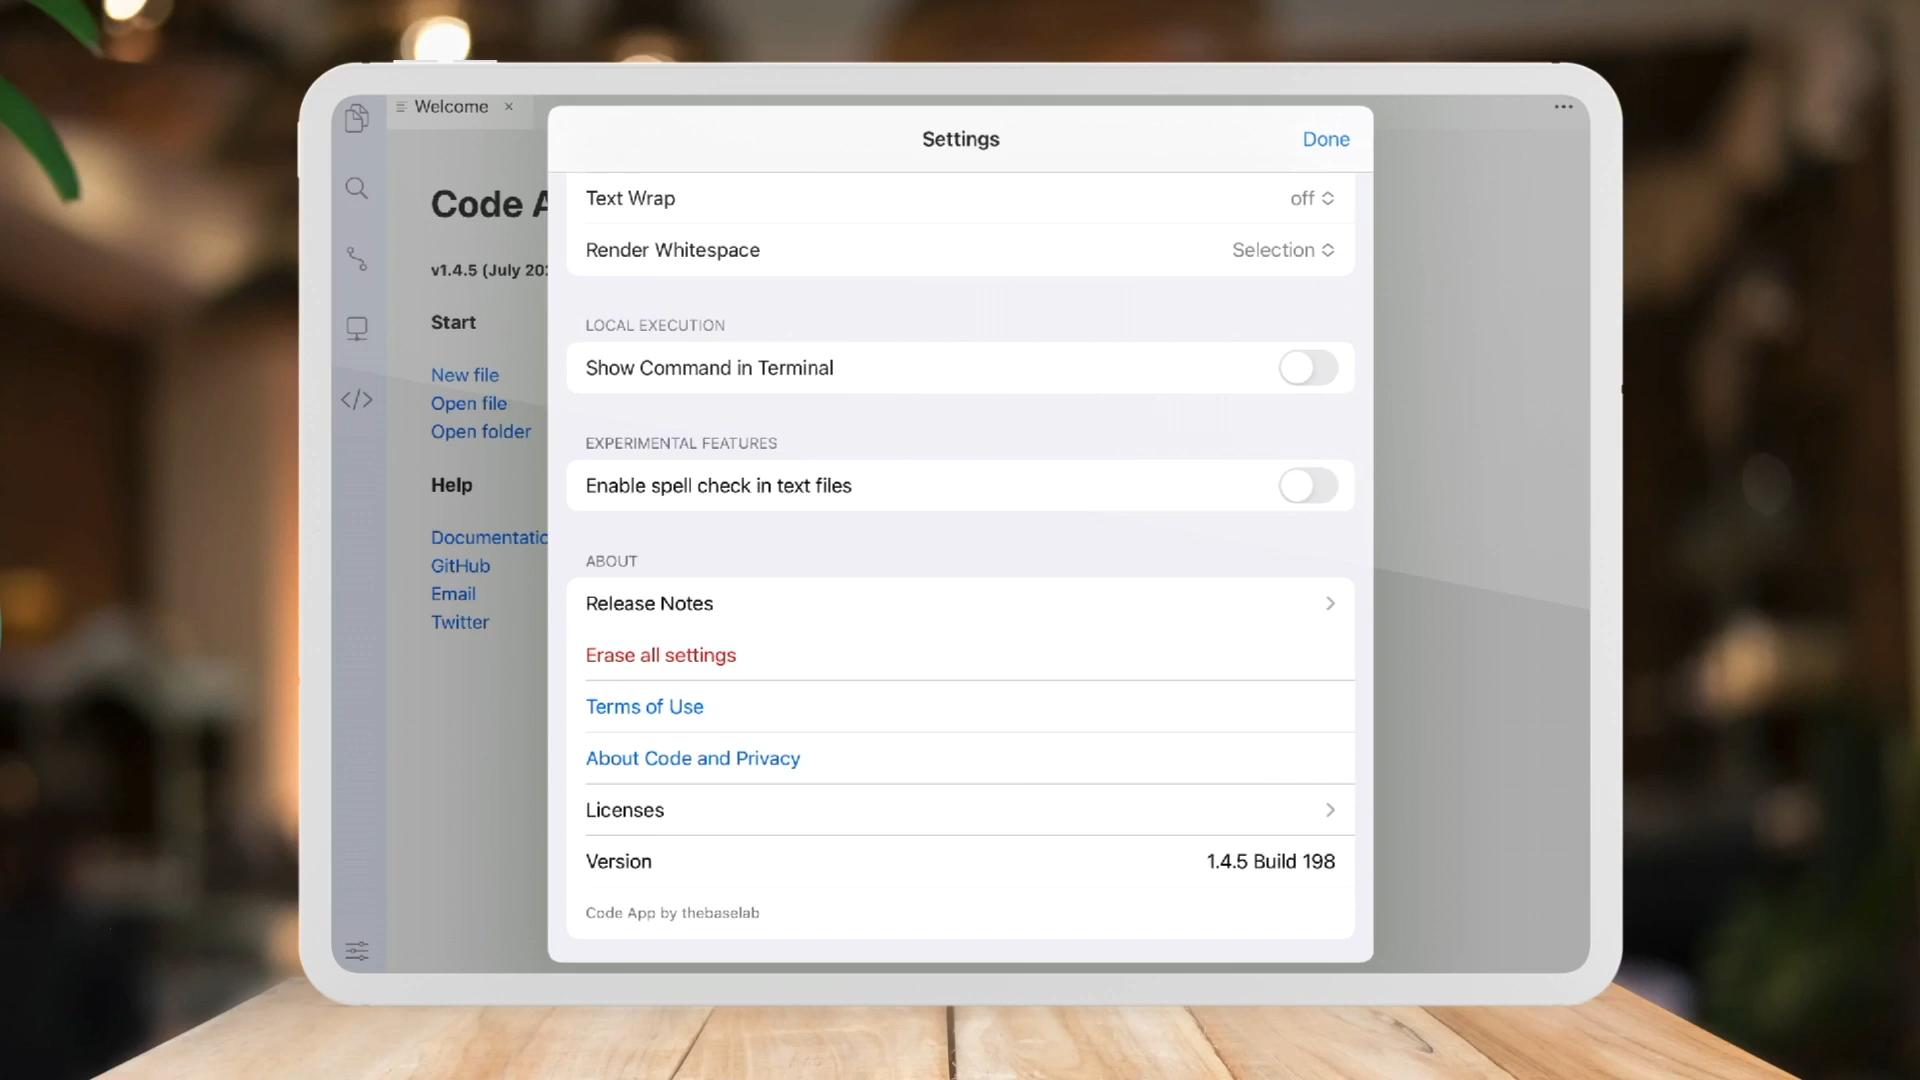 Welcome ×
Settings
Done
Text Wrap
off
Code A
Render Whitespace
Selection
v1.4.5 (July 20
Start
LOCAL EXECUTION
Show Command in Terminal
New file
Open file
Open folder
EXPERIMENTAL FEATURES
Enable spell check in text files
Help
Documentatio
GitHub
Email
Twitter
ABOUT
Release Notes
Erase all settings
Terms of Use
About Code and Privacy
Licenses
Version
1.4.5 Build 198
Code App by thebaselab